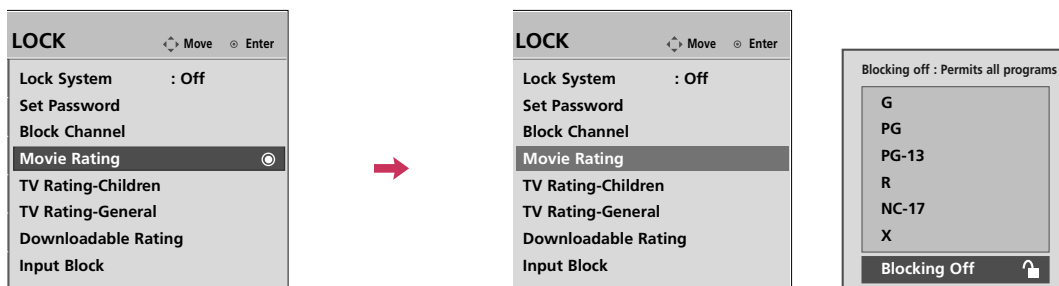 LOCK Move Enter
Lock System : Off
Set Password
Block Channel
Movie Rating
TV Rating-Children
TV Rating-General
Downloadable Rating
Input Block
LOCK Move Enter
Lock System : Off
Set Password
Block Channel
Movie Rating
TV Rating-Children
TV Rating-General
Downloadable Rating
Input Block
Blocking off : Permits all programs
G
PG
PG-13
R
NC-17
X
Blocking Off